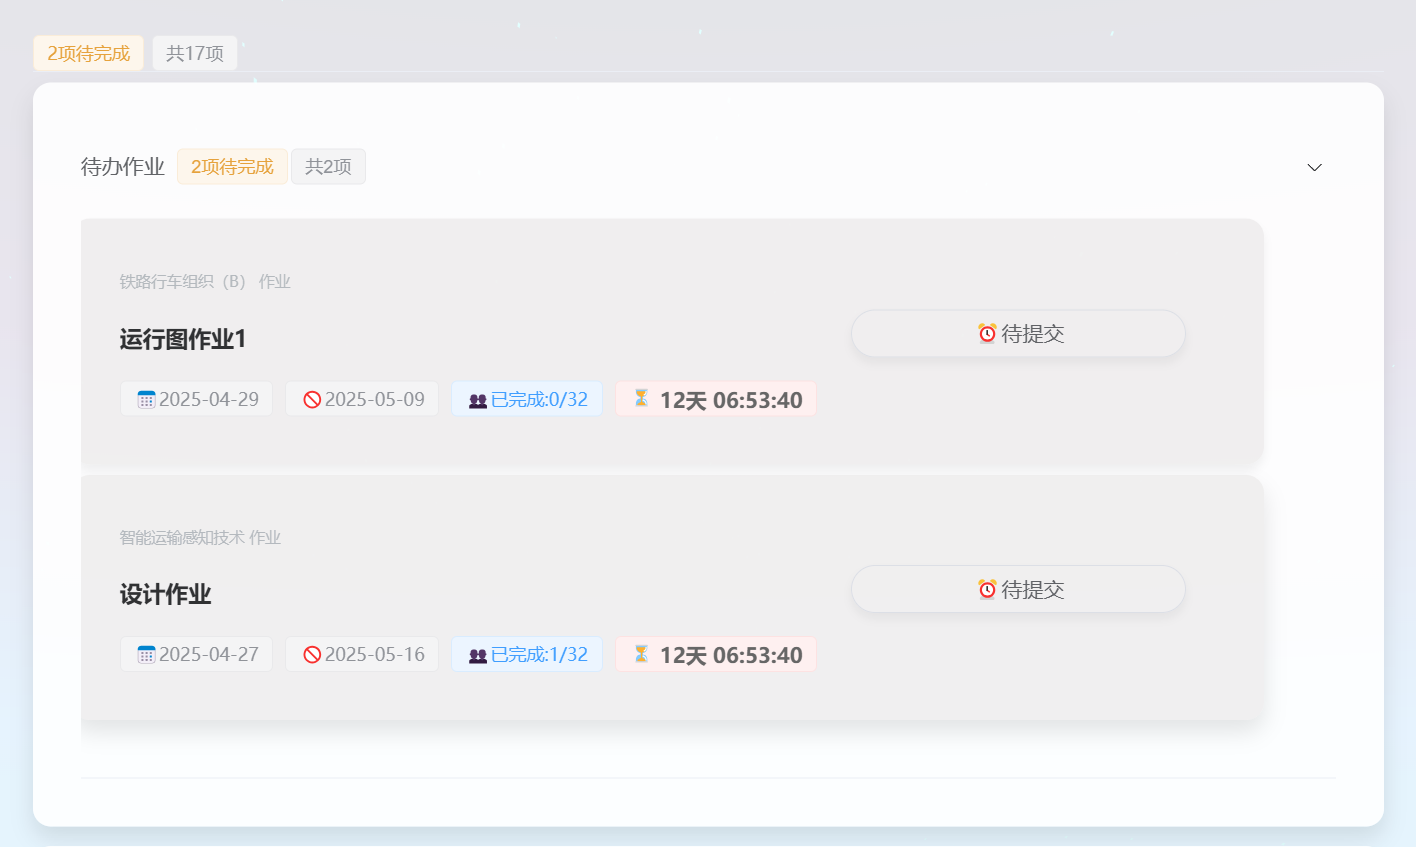 2项待完成 共17项
待办作业 2项待完成 共2项
铁路行车组织（B） 作业
运行图作业1
待提交
2025-04-29 2025-05-09 已完成:0/32 12天 06:53:40
智能运输感知技术 作业
设计作业
待提交
2025-04-27 2025-05-16 已完成:1/32 12天 06:53:40